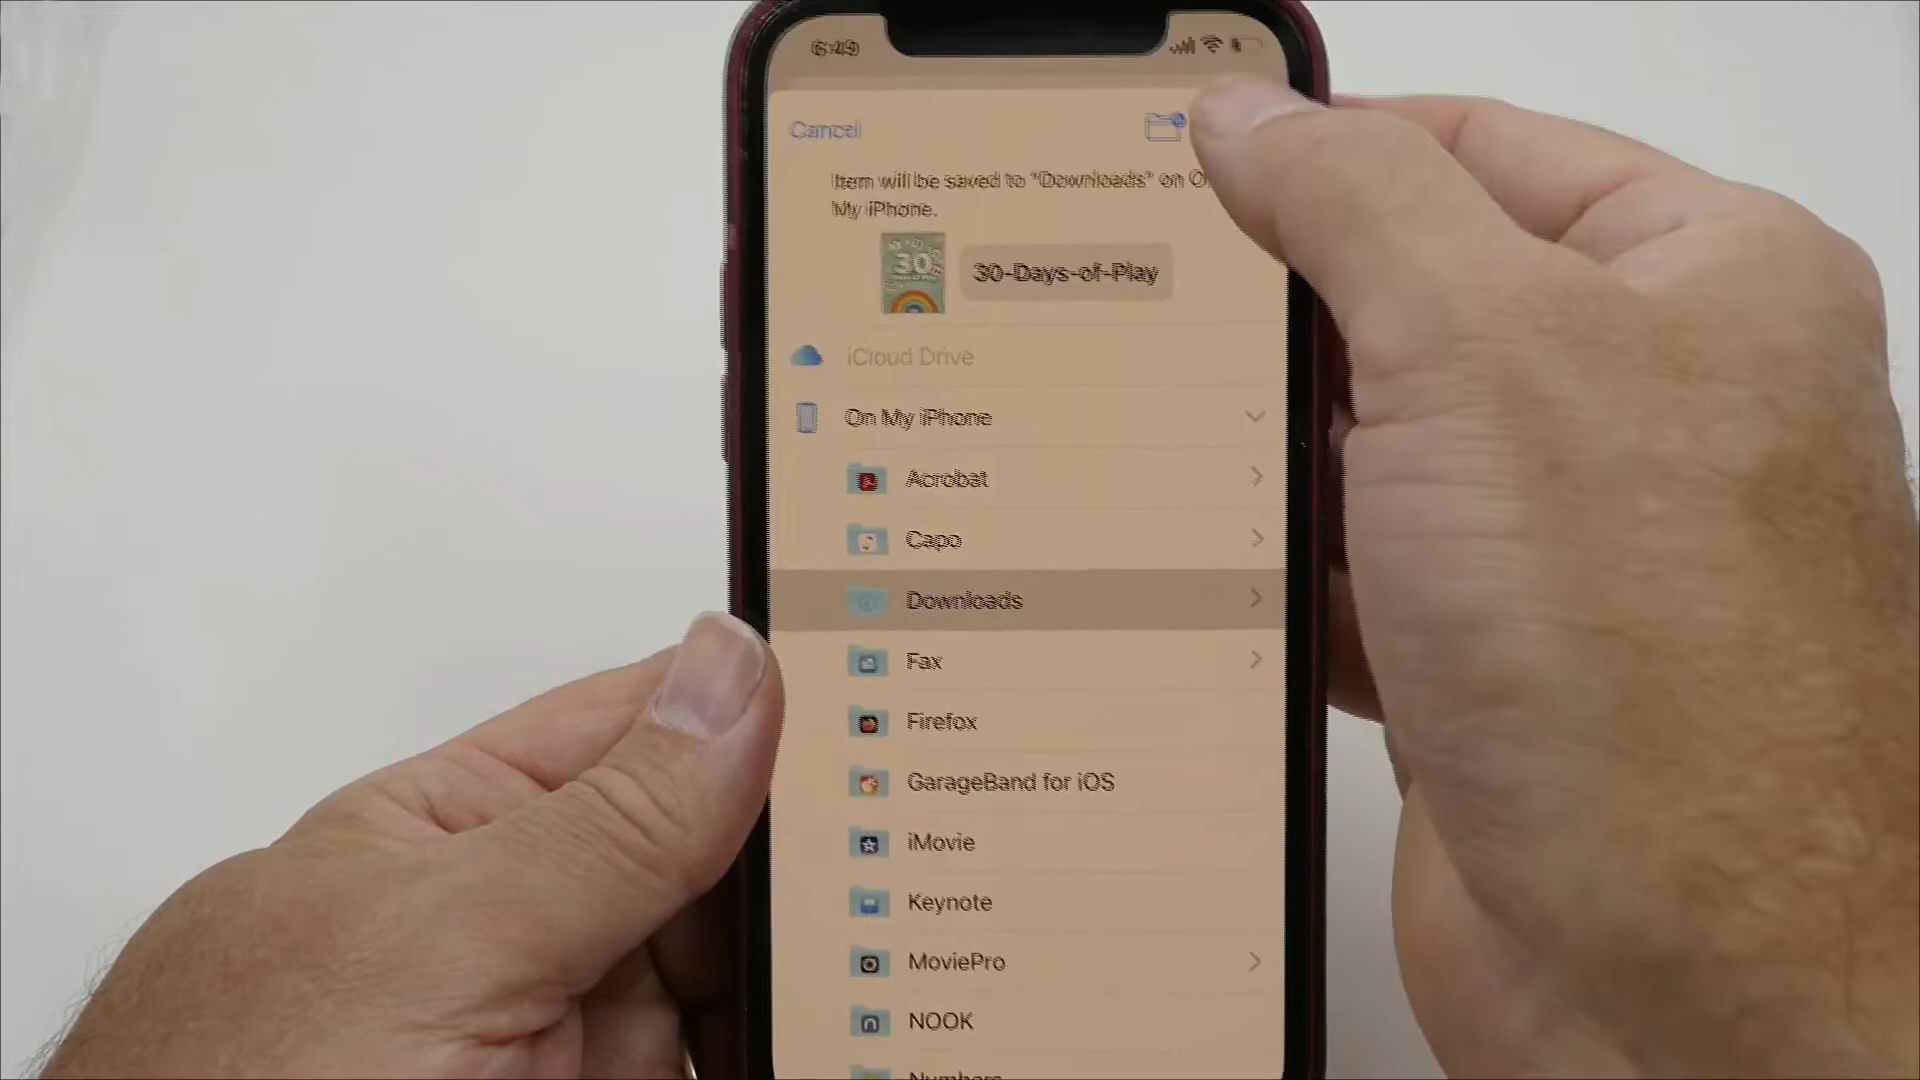 6:49
Cancel
Item will be saved to "Downloads" on
My iPhone.
30
30-Days-of-Play
iCloud Drive
On My iPhone
Acrobat
Capo
Downloads
Fax
Firefox
GarageBand for iOS
iMovie
Keynote
MoviePro
NOOK
Numbers